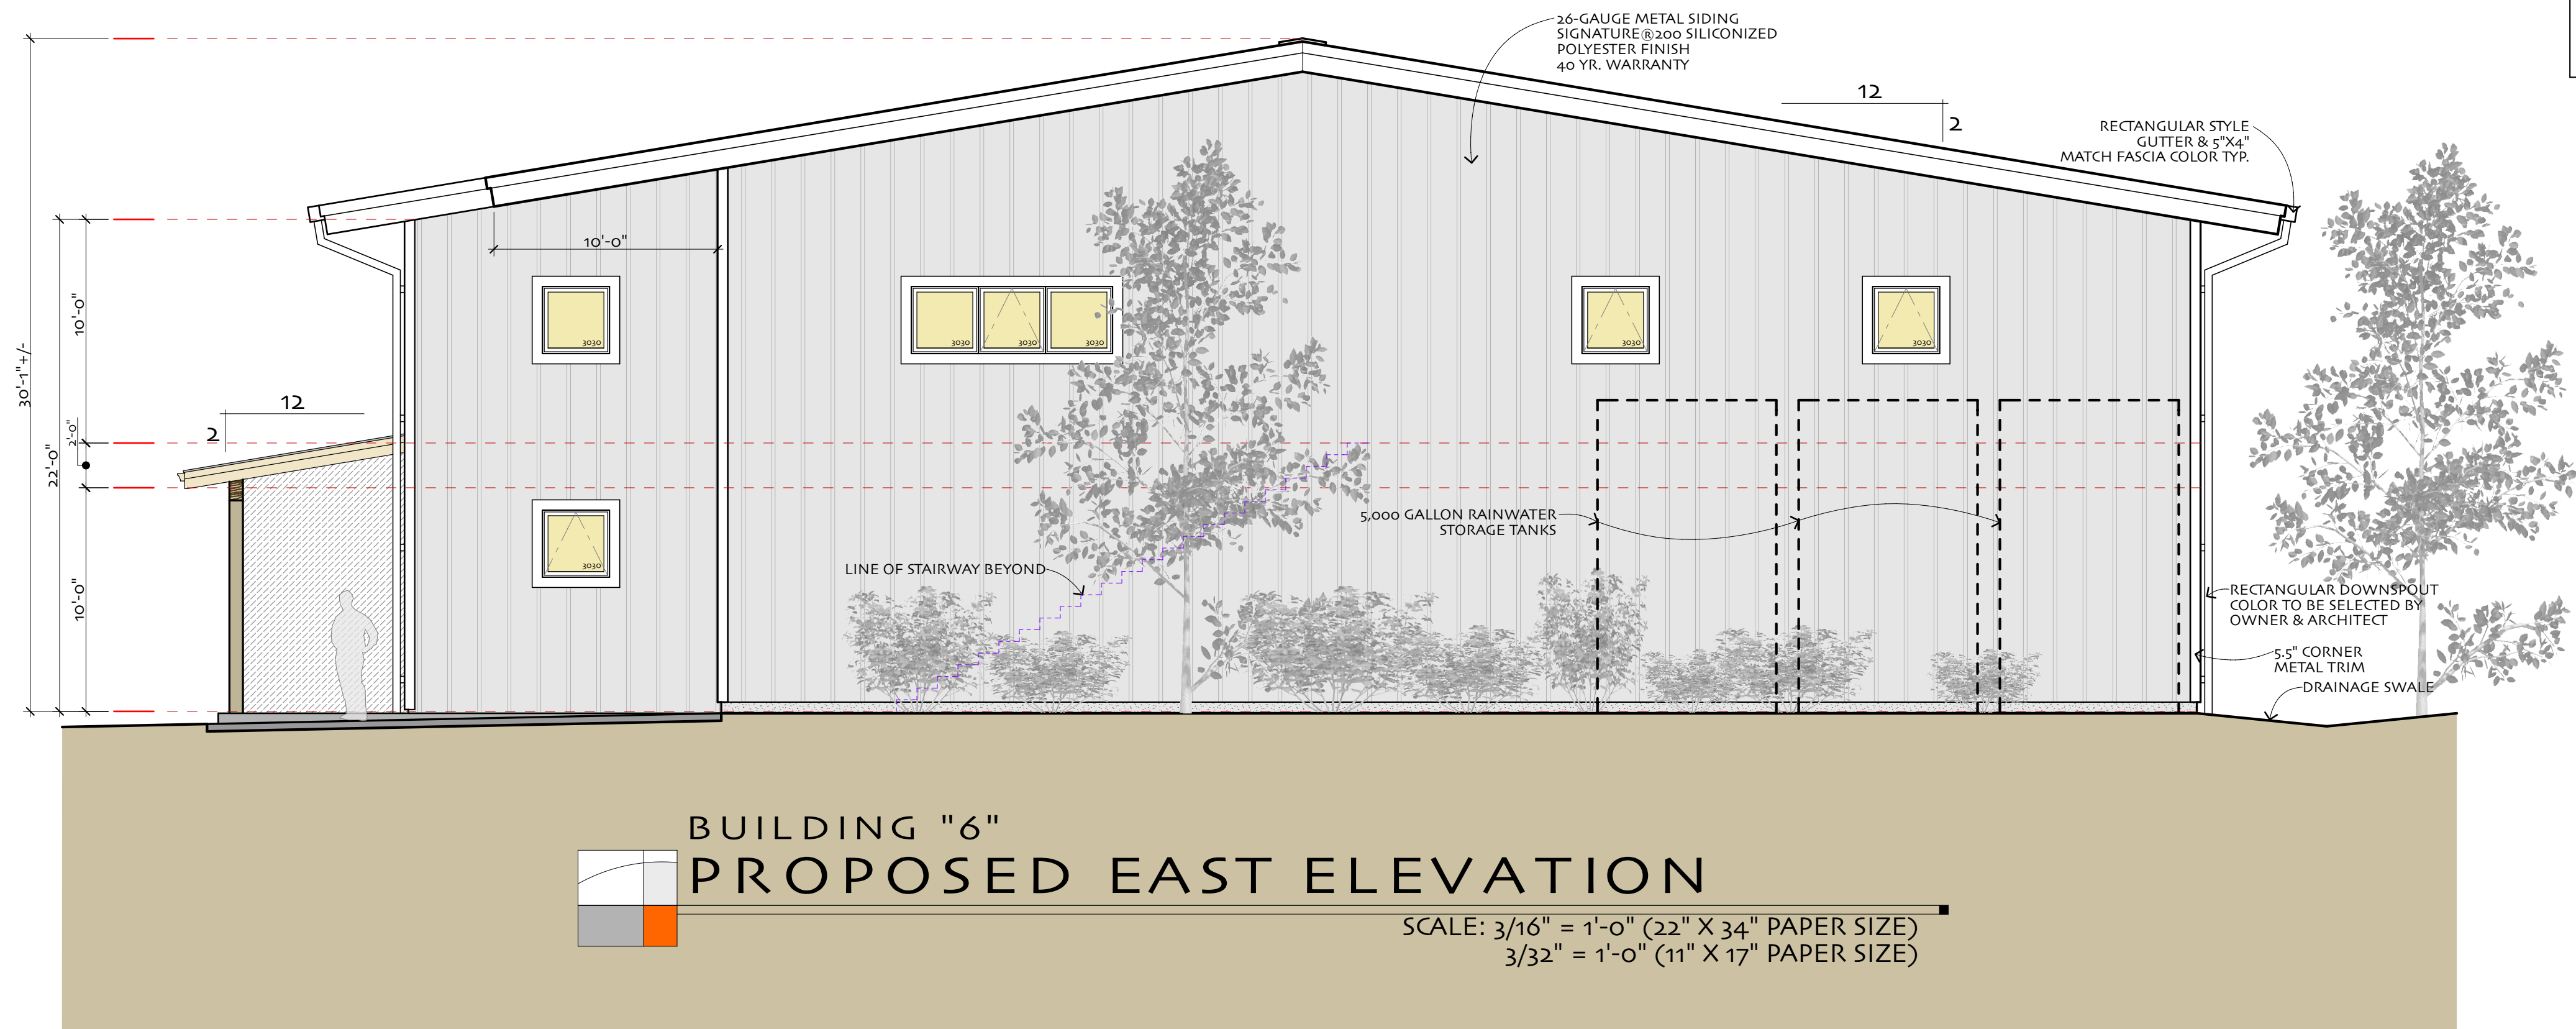 26-GAUGE METAL SIDING
SIGNATURE®200 SILICONIZED
POLYESTER FINISH
40 YR. WARRANTY
12
2
RECTANGULAR STYLE
GUTTER & 5"X4"
MATCH FASCIA COLOR TYP.
10'-0"
10'-0"
30'-1"+/-
22'-0"
2'-0"
10'-0"
12
2
3030
3030
3030
3030
3030
3030
3030
5,000 GALLON RAINWATER
STORAGE TANKS
LINE OF STAIRWAY BEYOND
RECTANGULAR DOWNSPOUT
COLOR TO BE SELECTED BY
OWNER & ARCHITECT
5.5" CORNER
METAL TRIM
DRAINAGE SWALE
BUILDING "6"
PROPOSED EAST ELEVATION
SCALE: 3/16" = 1'-0" (22" X 34" PAPER SIZE)
3/32" = 1'-0" (11" X 17" PAPER SIZE)